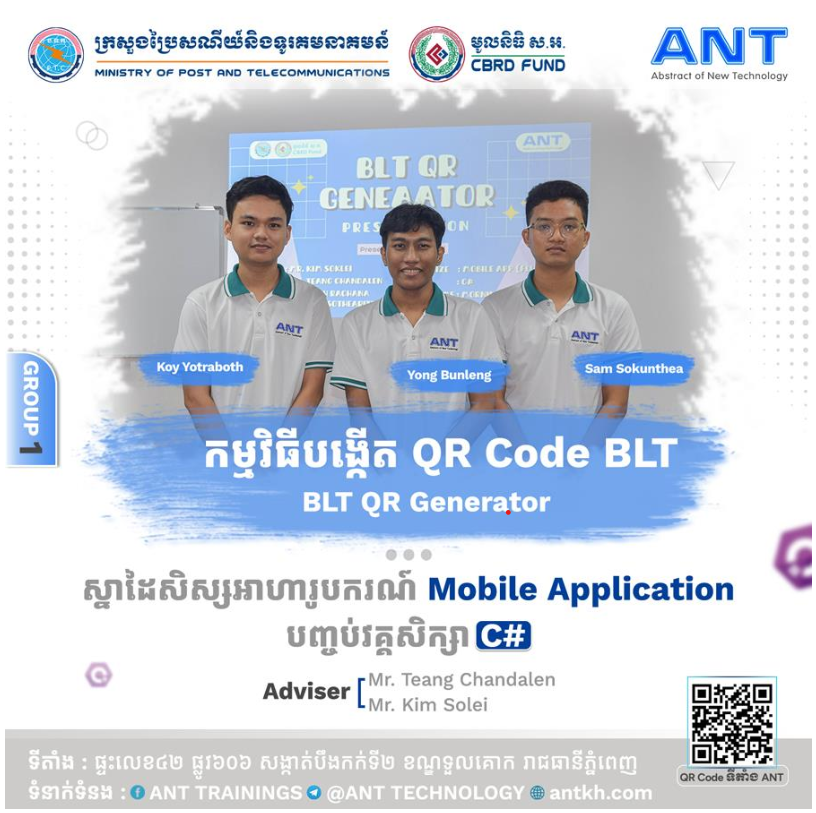 ក្រសួងប្រៃសណីយ៍និងទូរគមនាគមន៍
MINISTRY OF POST AND TELECOMMUNICATIONS
មូលនិធិ ស.អ.
CBRD FUND
ANT
Abstract of New Technology
ANT
BLT QR
GENEAATOR
ANT
ANT
ANT
Koy Yotraboth
Yong Bunleng
Sam Sokunthea
GROUP 1
កម្មវិធីបង្កើត QR Code BLT
BLT QR Generator
ស្នាដៃសិស្សអាហារូបករណ៍ Mobile Application
បញ្ចប់វគ្គសិក្សា C#
Adviser
Mr. Teang Chandalen
Mr. Kim Solei
QR Code ទីតាំង ANT
ទីតាំង : ផ្ទះលេខ៤២ ផ្លូវ៦០៦ សង្កាត់បឹងកក់ទី២ ខណ្ឌទួលគោក រាជធានីភ្នំពេញ
ទំនាក់ទំនង : ANT TRAININGS @ANT TECHNOLOGY antkh.com